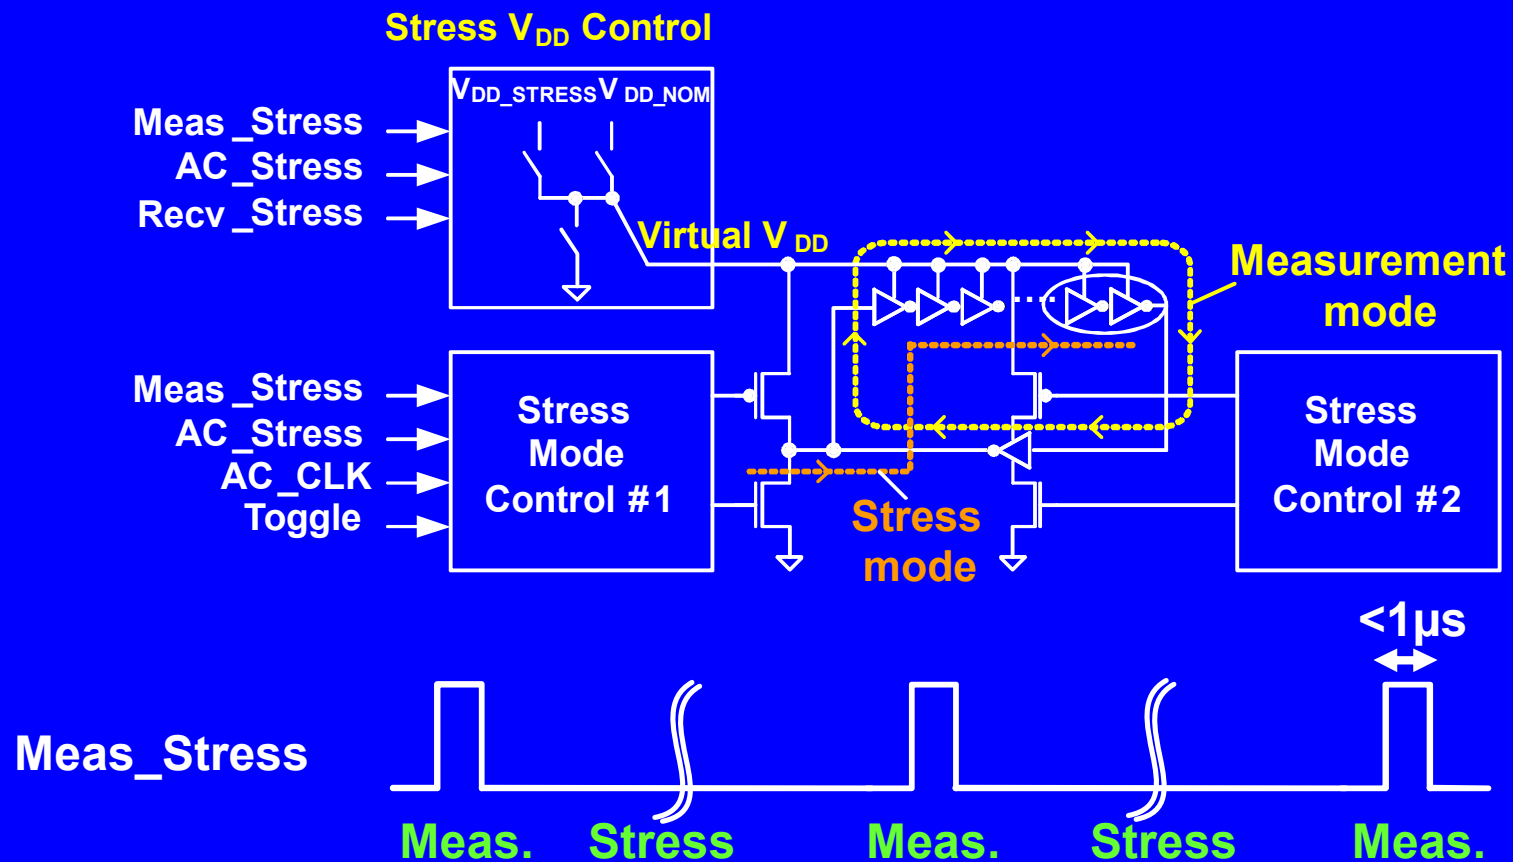 Stress VDD Control
VDD_STRESS VDD_NOM
Meas_Stress
AC_Stress
Recv_Stress
Virtual VDD
Measurement
mode
....
Meas_Stress
AC_Stress
AC_CLK
Toggle
Stress
Mode
Control #1
Stress
mode
Stress
Mode
Control #2
<1µs
Meas_Stress
Meas. Stress Meas. Stress Meas.